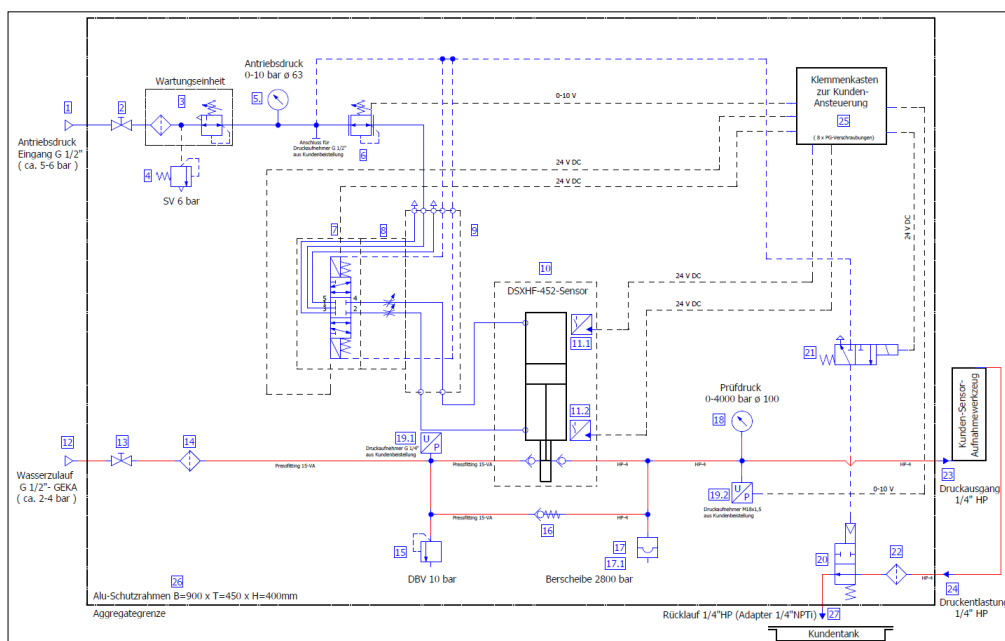 Antriebsdruck
0-10 bar ø 63
Wartungseinheit
1
2
3
5.
6
4
Antriebsdruck
Eingang G 1/2"
( ca. 5-6 bar )
SV 6 bar
Anschluss für
Druckaufnehmer G 1/2"
aus Kundenbestellung
0-10 V
Klemmenkasten
zur Kunden-
Ansteuerung
25
( 8 x PG-Verschraubungen )
24 V DC
24 V DC
24 V DC
7
8
9
5
3
4
2
10
DSXHF-452-Sensor
24 V DC
11.1
24 V DC
11.2
21
Prüfdruck
0-4000 bar ø 100
18
Kunden-Sensor-
Aufnahmewerkzeug
12
13
14
19.1
U
P
Druckaufnehmer G 1/4"
aus Kundenbestellung
Pressfitting 15-VA
Pressfitting 15-VA
HP-4
HP-4
HP-4
23
Druckausgang
1/4" HP
Wasserzulauf
G 1/2"- GEKA
( ca. 2-4 bar )
19.2
U
P
0-10 V
Druckaufnehmer M18x1,5
aus Kundenbestellung
Pressfitting 15-VA
HP-4
16
15
DBV 10 bar
17
17.1
Berscheibe 2800 bar
20
22
HP-4
24
Druckentlastung
1/4" HP
26
Alu-Schutzrahmen B=900 x T=450 x H=400mm
Aggregategrenze
Rücklauf 1/4"HP (Adapter 1/4"NPTi)
27
Kundentank